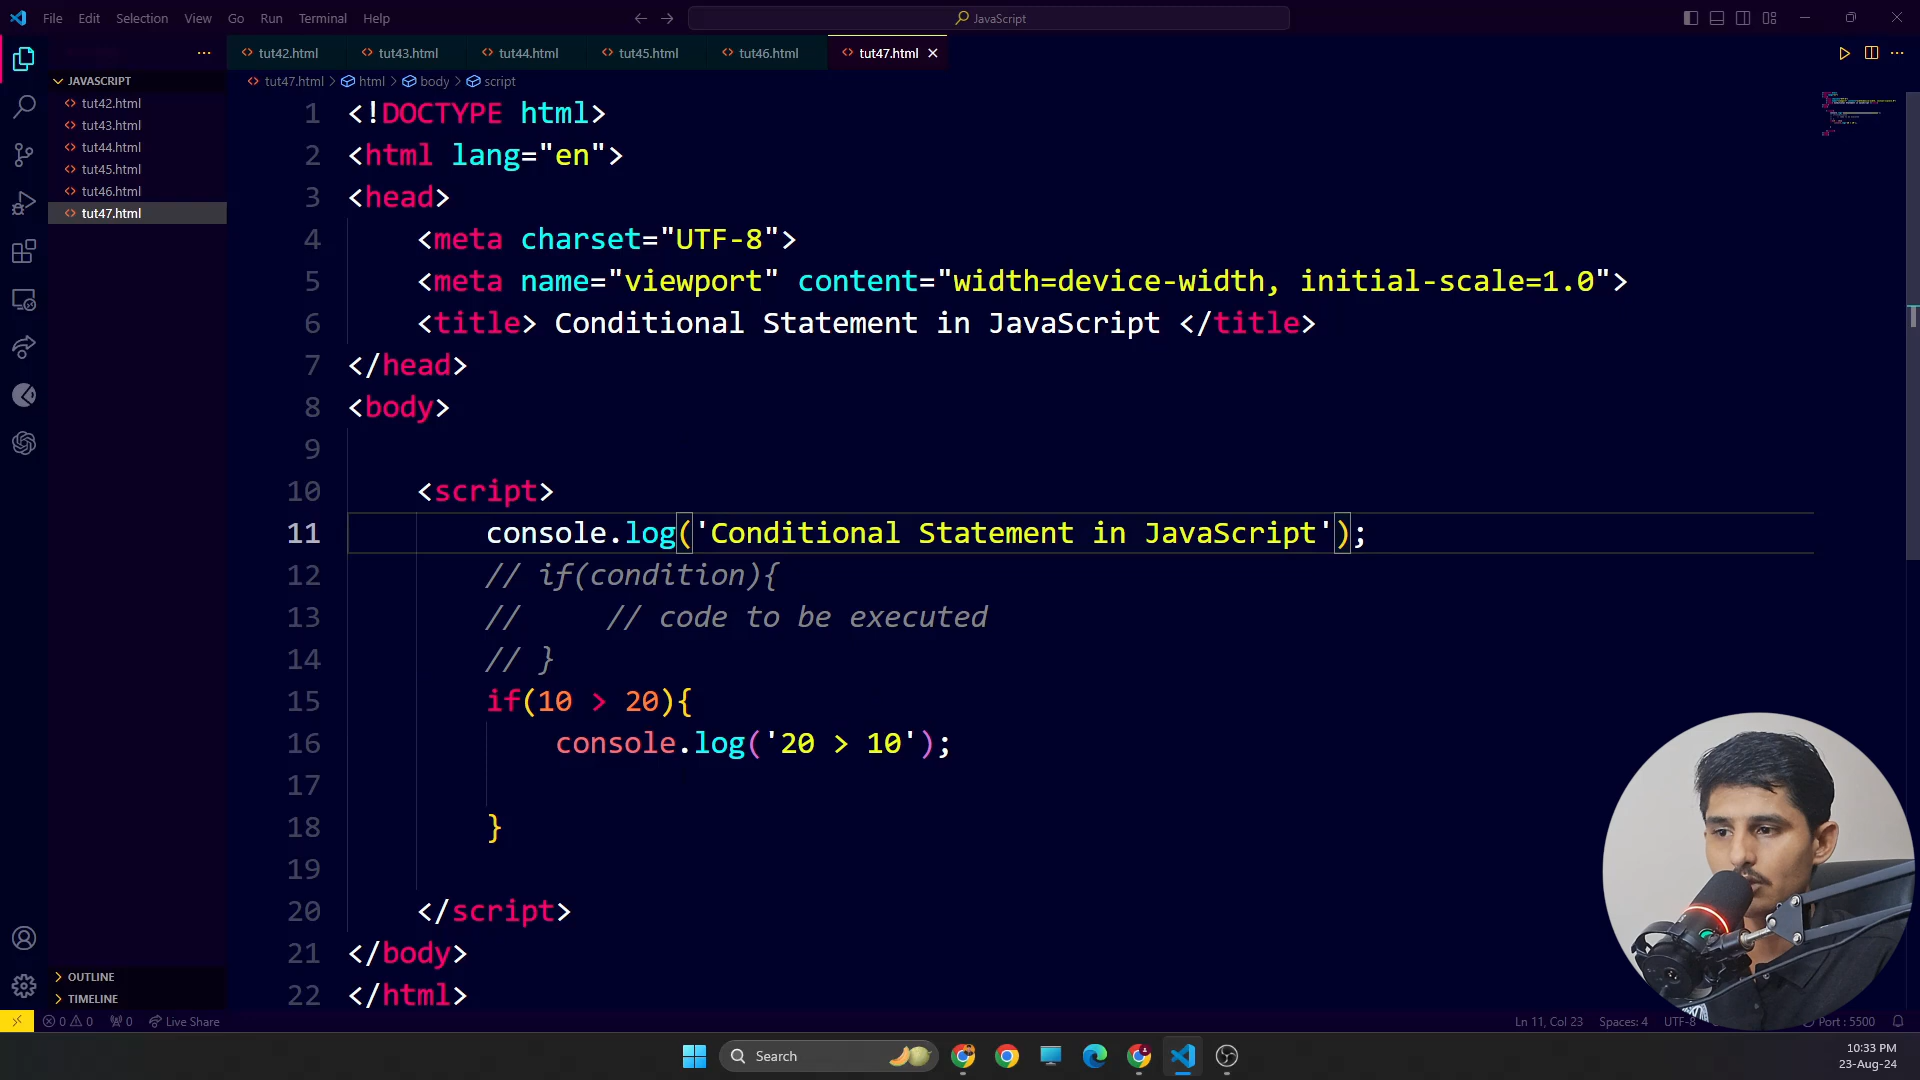 File Edit Selection View Go Run Terminal Help
JavaScript
tut42.html tut43.html tut44.html tut45.html tut46.html tut47.html
JAVASCRIPT
tut42.html
tut43.html
tut44.html
tut45.html
tut46.html
tut47.html
OUTLINE
TIMELINE
tut47.html > html > body > script
1 <!DOCTYPE html>
2 <html lang="en">
3 <head>
4 <meta charset="UTF-8">
5 <meta name="viewport" content="width=device-width, initial-scale=1.0">
6 <title> Conditional Statement in JavaScript </title>
7 </head>
8 <body>
9
10 <script>
11 console.log('Conditional Statement in JavaScript');
12 // if(condition){
13 // // code to be executed
14 // }
15 if(10 > 20){
16 console.log('20 > 10');
17
18 }
19
20 </script>
21 </body>
22 </html>
0 0 0 Live Share Ln 11, Col 23 Spaces: 4 UTF-8 Port : 5500
Search
10:33 PM
23-Aug-24